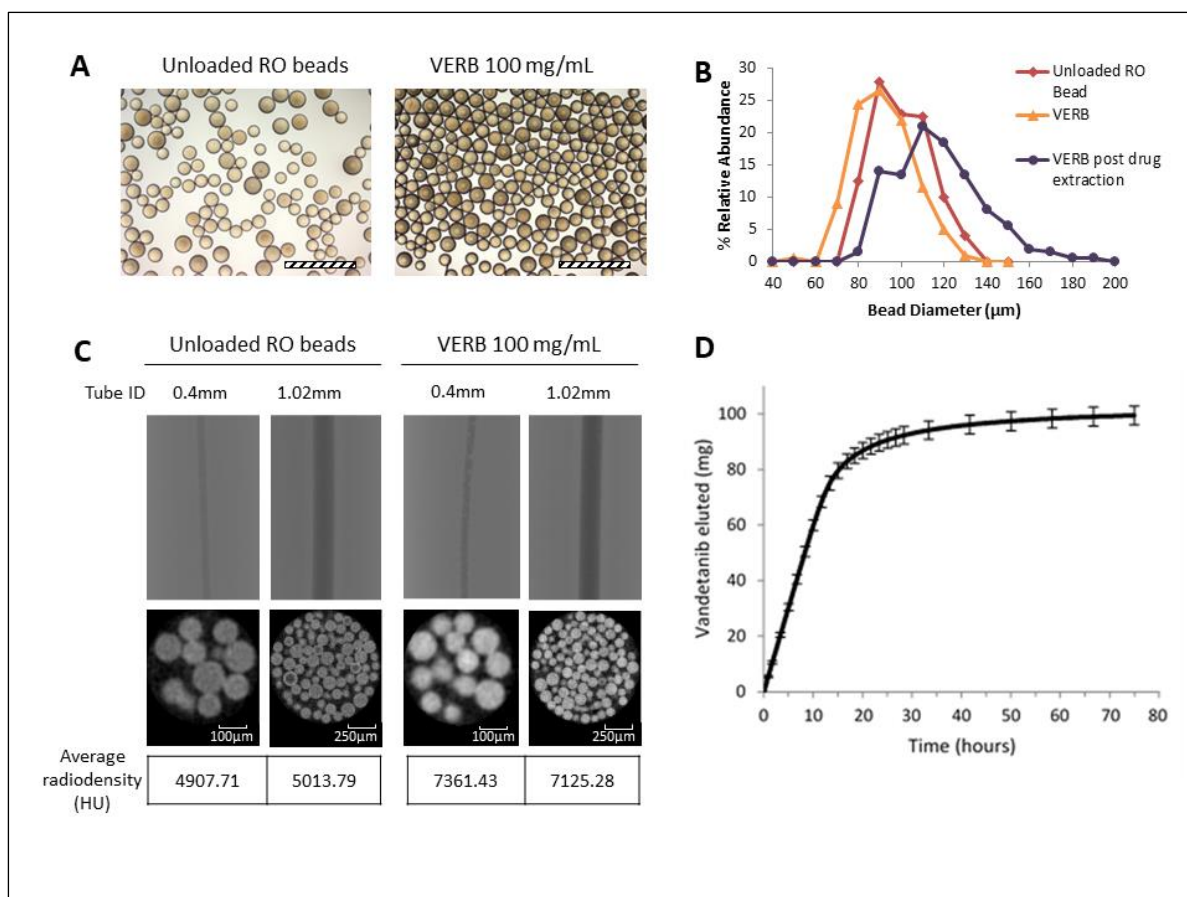 A
Unloaded RO beads
VERB 100 mg/mL
B
30
25
20
15
10
5
0
% Relative Abundance
40 60 80 100 120 140 160 180 200
Bead Diameter (µm)
Unloaded RO
Bead
VERB
VERB post drug
extraction
C
Unloaded RO beads
VERB 100 mg/mL
Tube ID 0.4mm 1.02mm 0.4mm 1.02mm
100µm 250µm 100µm 250µm
Average
radiodensity
(HU)
4907.71 5013.79 7361.43 7125.28
D
100
80
60
40
20
0
Vandetanib eluted (mg)
0 10 20 30 40 50 60 70 80
Time (hours)